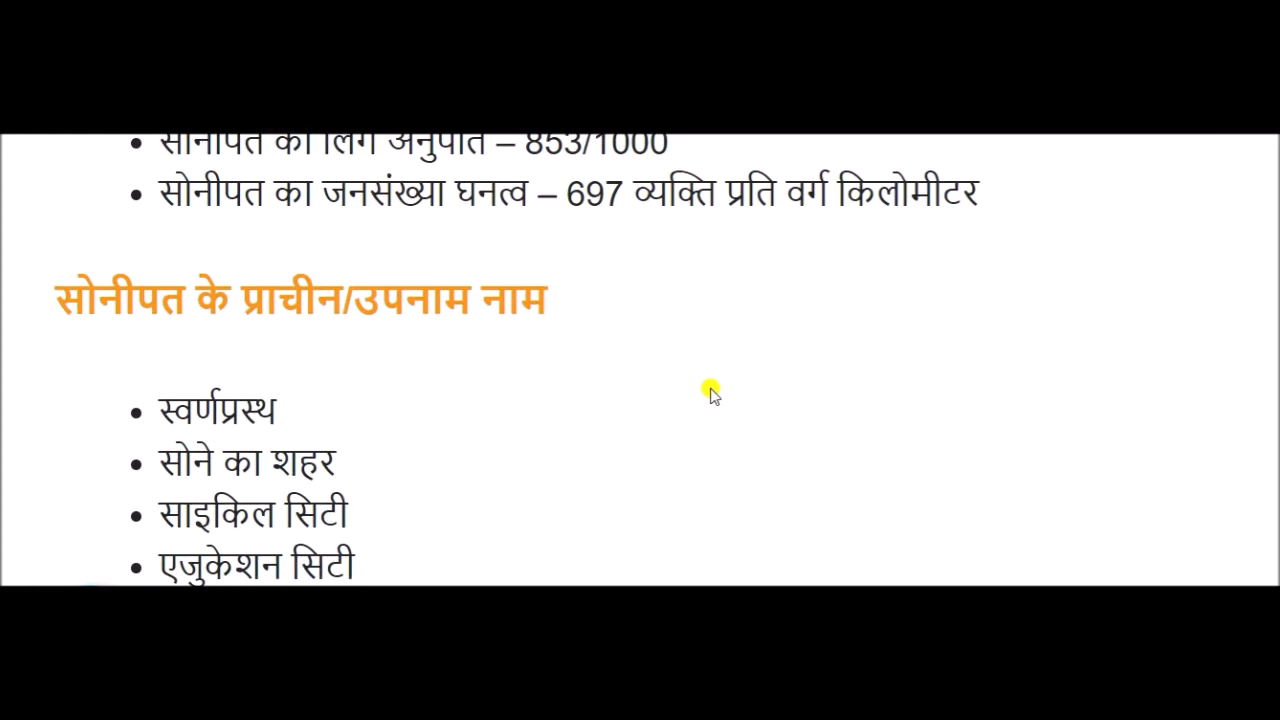 सोनीपत का लिंग अनुपात – 853/1000
सोनीपत का जनसंख्या घनत्व – 697 व्यक्ति प्रति वर्ग किलोमीटर
सोनीपत के प्राचीन/उपनाम नाम
स्वर्णप्रस्थ
सोने का शहर
साइकिल सिटी
एजुकेशन सिटी